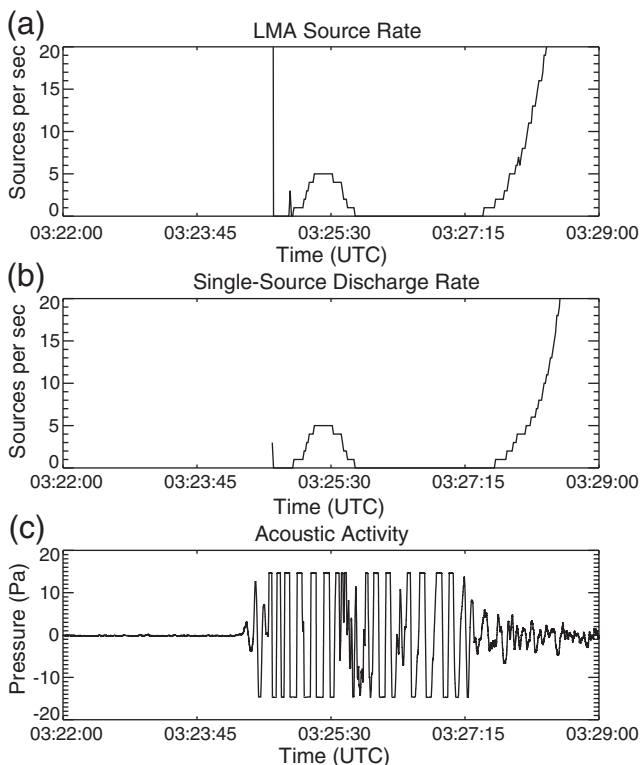 (a)
LMA Source Rate
20
15
10
5
0
Sources per sec
03:22:00 03:23:45 03:25:30 03:27:15 03:29:00
Time (UTC)
(b)
Single-Source Discharge Rate
20
15
10
5
0
Sources per sec
03:22:00 03:23:45 03:25:30 03:27:15 03:29:00
Time (UTC)
(c)
Acoustic Activity
20
10
0
-10
-20
Pressure (Pa)
03:22:00 03:23:45 03:25:30 03:27:15 03:29:00
Time (UTC)